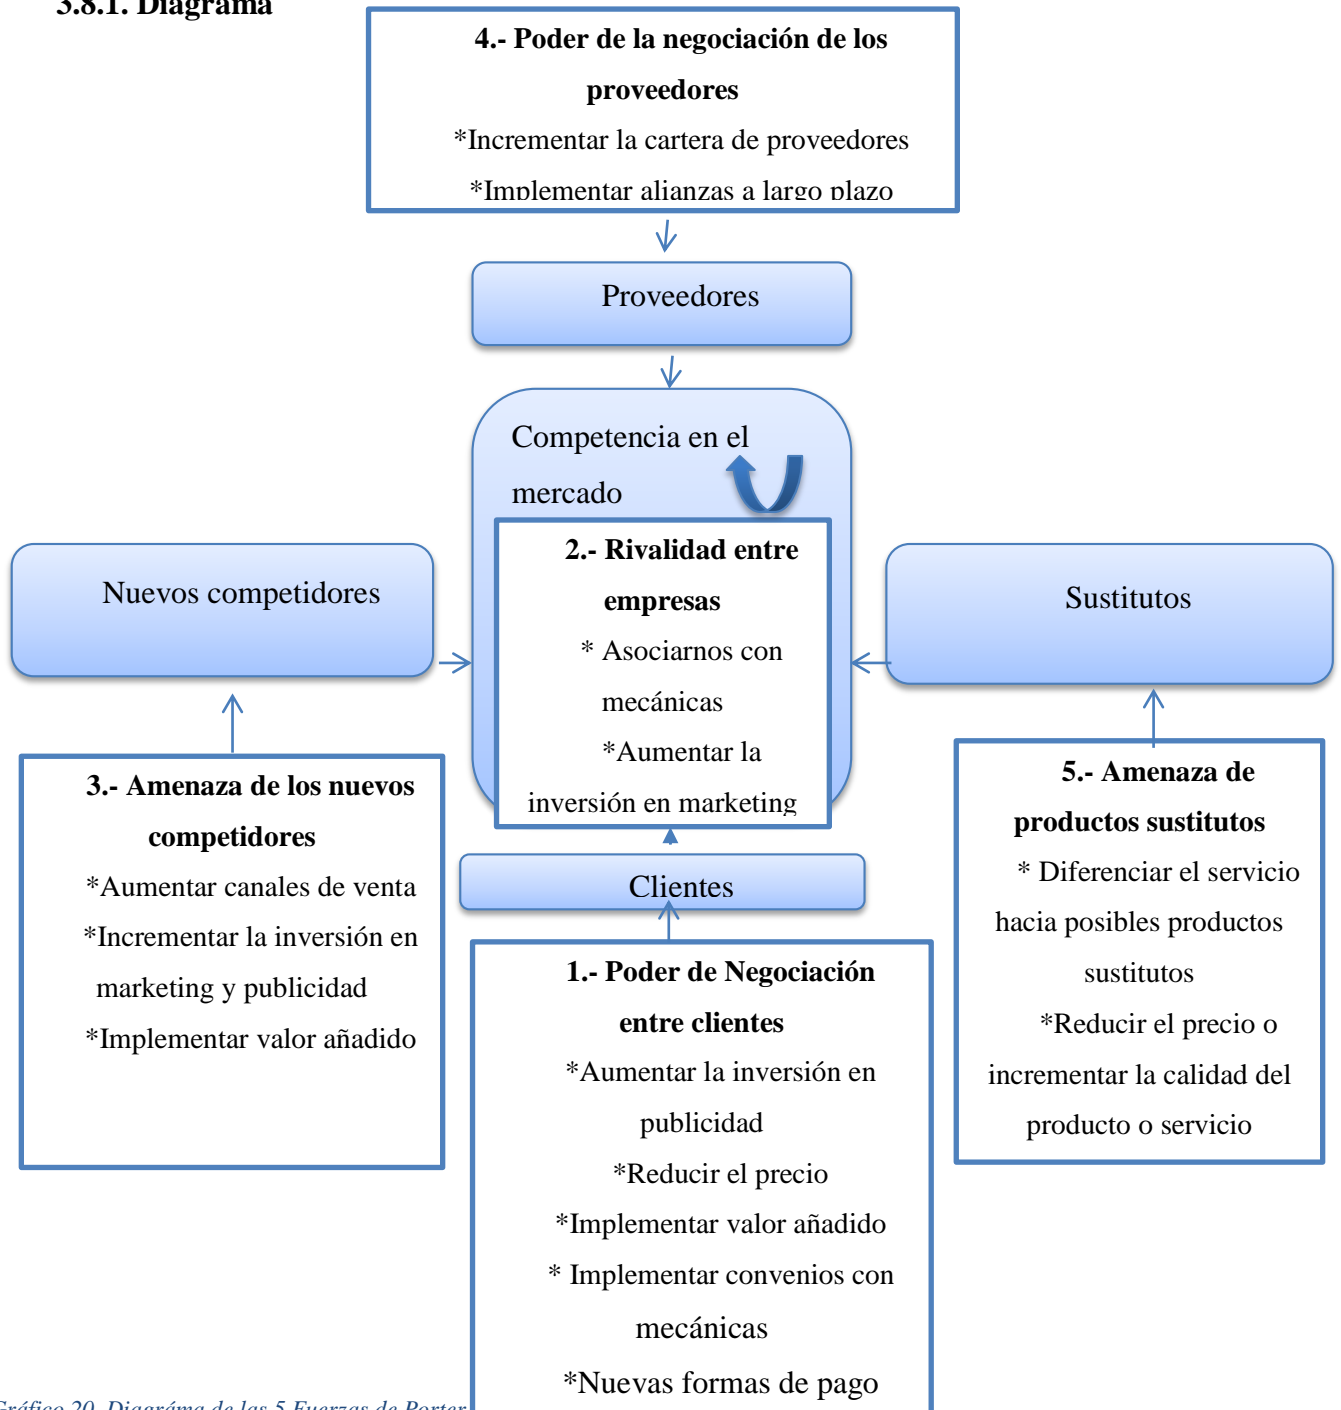 3.8.1. Diagrama
4.- Poder de la negociación de los
proveedores
*Incrementar la cartera de proveedores
*Implementar alianzas a largo plazo
Proveedores
Competencia en el
mercado
2.- Rivalidad entre
empresas
* Asociarnos con
mecánicas
*Aumentar la
inversión en marketing
Nuevos competidores
Sustitutos
3.- Amenaza de los nuevos
competidores
*Aumentar canales de venta
*Incrementar la inversión en
marketing y publicidad
*Implementar valor añadido
5.- Amenaza de
productos sustitutos
* Diferenciar el servicio
hacia posibles productos
sustitutos
*Reducir el precio o
incrementar la calidad del
producto o servicio
Clientes
1.- Poder de Negociación
entre clientes
*Aumentar la inversión en
publicidad
*Reducir el precio
*Implementar valor añadido
* Implementar convenios con
mecánicas
*Nuevas formas de pago
Gráfico 20. Diagráma de las 5 Fuerzas de Porter